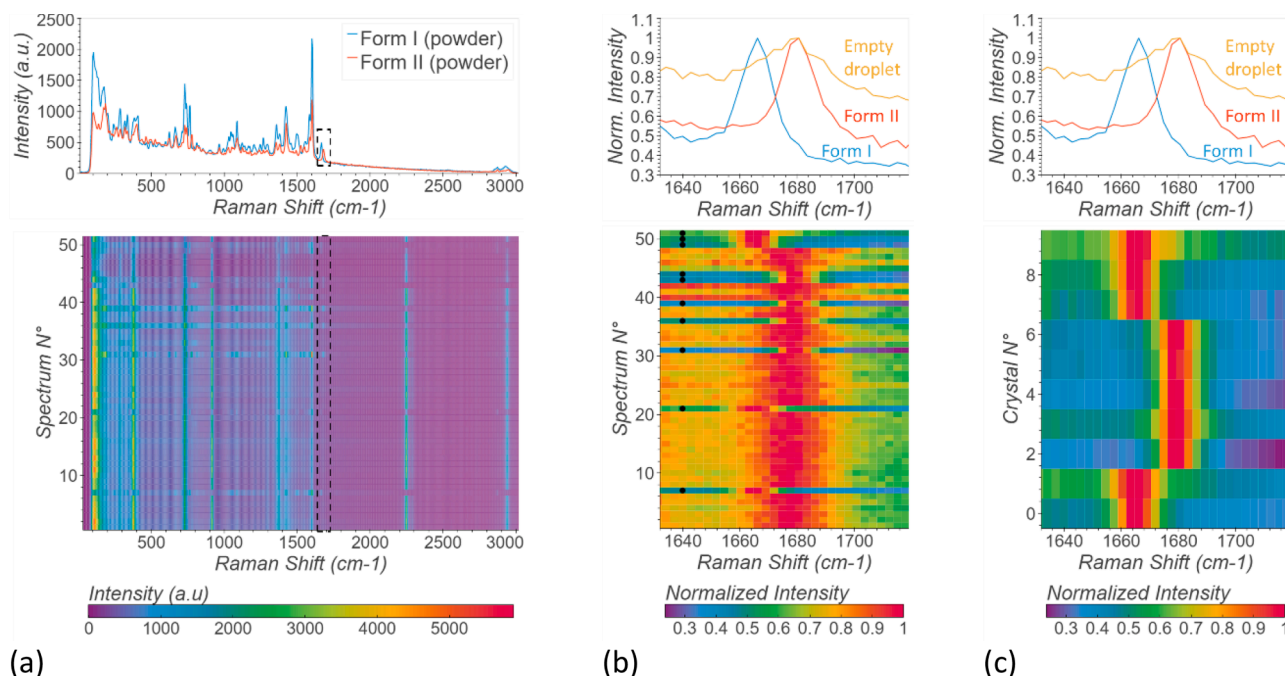 2500
2000
1500
1000
500
0
Intensity (a.u.)
Form I (powder)
Form II (powder)
500 1000 1500 2000 2500 3000
Raman Shift (cm-1)
50
40
30
20
10
Spectrum N°
500 1000 1500 2000 2500 3000
Raman Shift (cm-1)
Intensity (a.u)
0 1000 2000 3000 4000 5000
(a)
1.1
1
0.9
0.8
0.7
0.6
0.5
0.4
0.3
Norm. Intensity
Empty
droplet
Form II
Form I
1640 1660 1680 1700
Raman Shift (cm-1)
50
40
30
20
10
Spectrum N°
1640 1660 1680 1700
Raman Shift (cm-1)
Normalized Intensity
0.3 0.4 0.5 0.6 0.7 0.8 0.9 1
(b)
1.1
1
0.9
0.8
0.7
0.6
0.5
0.4
0.3
Norm. Intensity
Empty
droplet
Form II
Form I
1640 1660 1680 1700
Raman Shift (cm-1)
8
6
4
2
0
Crystal N°
1640 1660 1680 1700
Raman Shift (cm-1)
Normalized Intensity
0.3 0.4 0.5 0.6 0.7 0.8 0.9 1
(c)